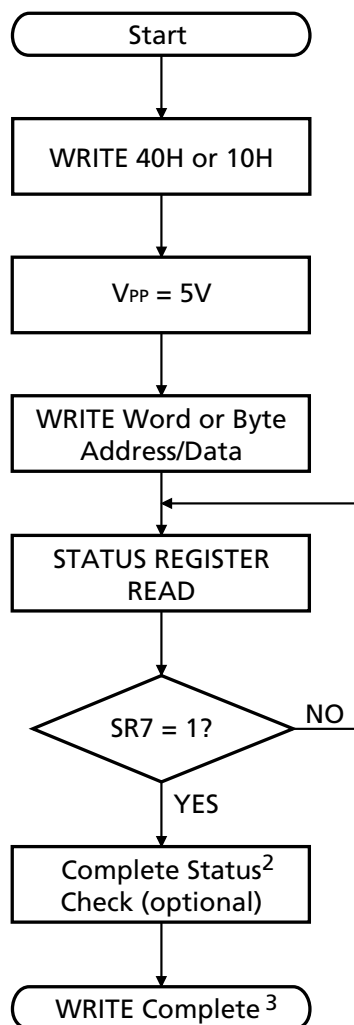 Start
WRITE 40H or 10H
VPP = 5V
WRITE Word or Byte
Address/Data
STATUS REGISTER
READ
SR7 = 1?
NO
YES
Complete Status2
Check (optional)
WRITE Complete 3